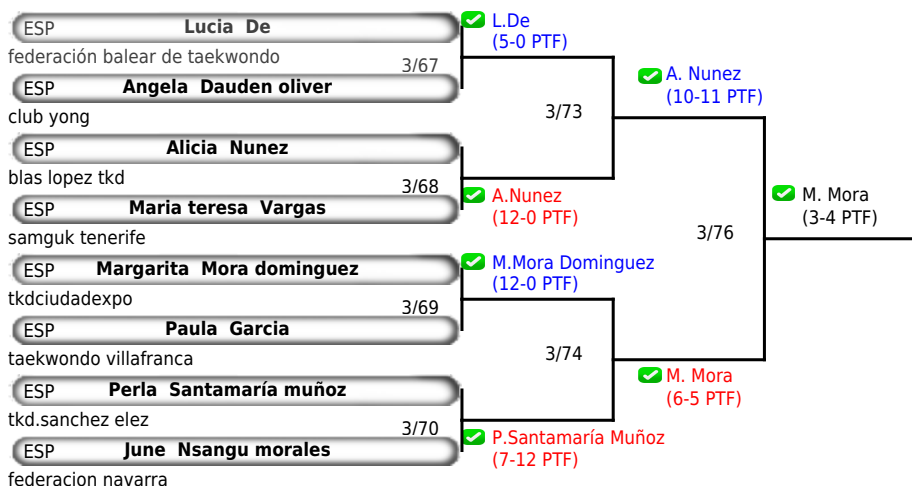 ESP Lucia De
federación balear de taekwondo
3/67
ESP Angela Dauden oliver
club yong
ESP Alicia Nunez
blas lopez tkd
3/68
ESP Maria teresa Vargas
samguk tenerife
ESP Margarita Mora dominguez
tkdciudadexpo
3/69
ESP Paula Garcia
taekwondo villafranca
ESP Perla Santamaría muñoz
tkd.sanchez elez
3/70
ESP June Nsangu morales
federacion navarra
L.De
(5-0 PTF)
3/73
A.Nunez
(12-0 PTF)
M.Mora Dominguez
(12-0 PTF)
3/74
P.Santamaría Muñoz
(7-12 PTF)
A. Nunez
(10-11 PTF)
3/76
M. Mora
(6-5 PTF)
M. Mora
(3-4 PTF)